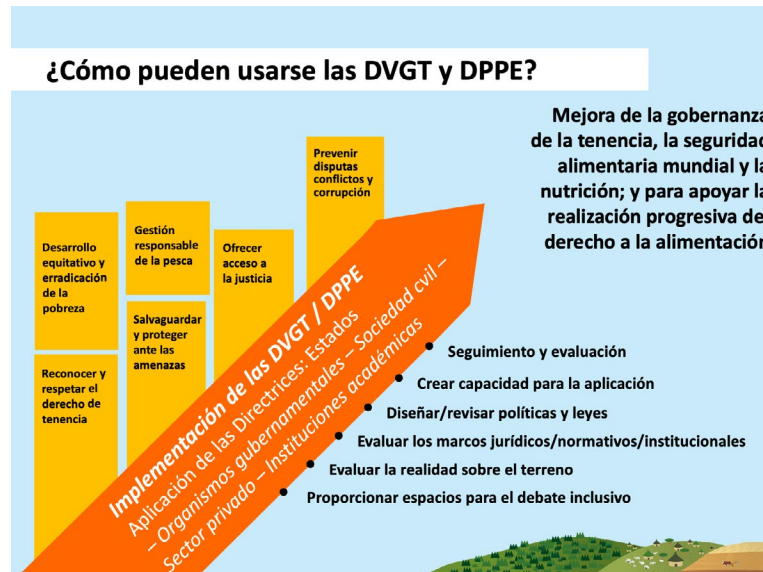 ¿Cómo pueden usarse las DVGT y DPPE?
Mejora de la gobernanza
de la tenencia, la seguridad
alimentaria mundial y la
nutrición; y para apoyar la
realización progresiva de
derecho a la alimentación
Prevenir
disputas
conflictos y
corrupción
Gestión
responsable
de la pesca
Ofrecer
acceso a
la justicia
Desarrollo
equitativo y
erradicación
de la
pobreza
Salvaguardar
y proteger
ante las
amenazas
Reconocer y
respetar el
derecho de
tenencia
Implementación de las DVGT / DPPE
Aplicación de las Directrices: Estados
– Organismos gubernamentales – Sociedad cvil –
Sector privado – Instituciones académicas
Seguimiento y evaluación
Crear capacidad para la aplicación
Diseñar/revisar políticas y leyes
Evaluar los marcos jurídicos/normativos/institucionales
Evaluar la realidad sobre el terreno
Proporcionar espacios para el debate inclusivo